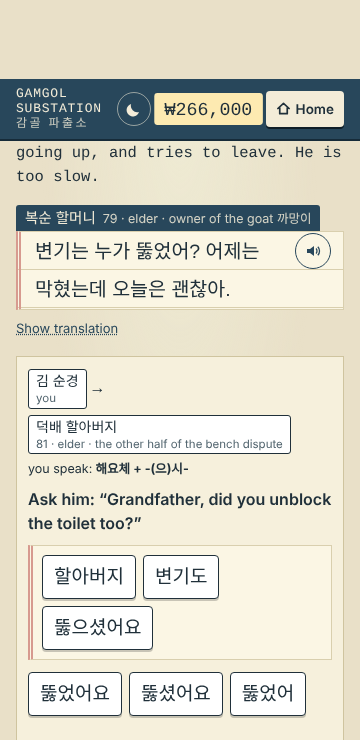 GAMGOL
SUBSTATION
감골 파출소
₩266,000
Home
going up, and tries to leave. He is
too slow.
복순 할머니 79 · elder · owner of the goat 까망이
변기는 누가 뚫었어? 어제는
막혔는데 오늘은 괜찮아.
Show translation
김 순경
you
→
덕배 할아버지
81 · elder · the other half of the bench dispute
you speak: 해요체 + -(으)시-
Ask him: “Grandfather, did you unblock
the toilet too?”
할아버지 변기도
뚫으셨어요
뚫었어요 뚫셨어요 뚫었어